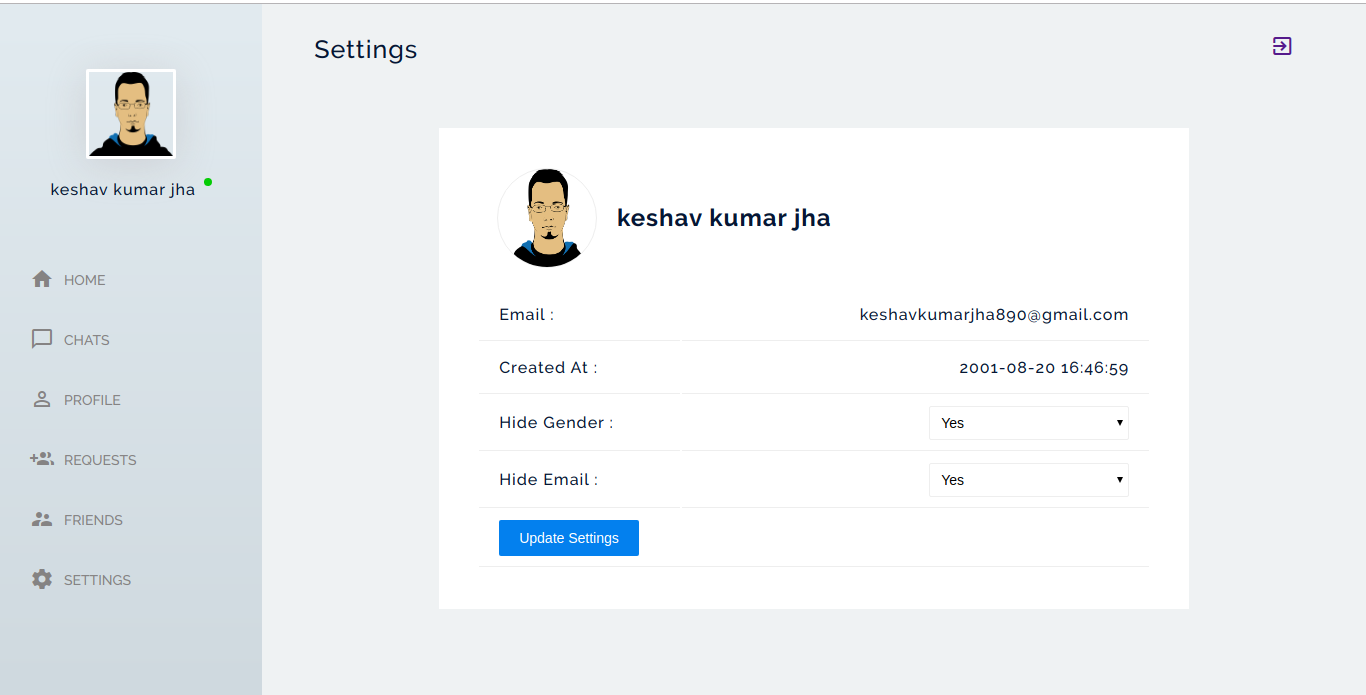 Settings
keshav kumar jha
HOME
CHATS
PROFILE
REQUESTS
FRIENDS
SETTINGS
keshav kumar jha
Email : keshavkumarjha890@gmail.com
Created At : 2001-08-20 16:46:59
Hide Gender : Yes
Hide Email : Yes
Update Settings